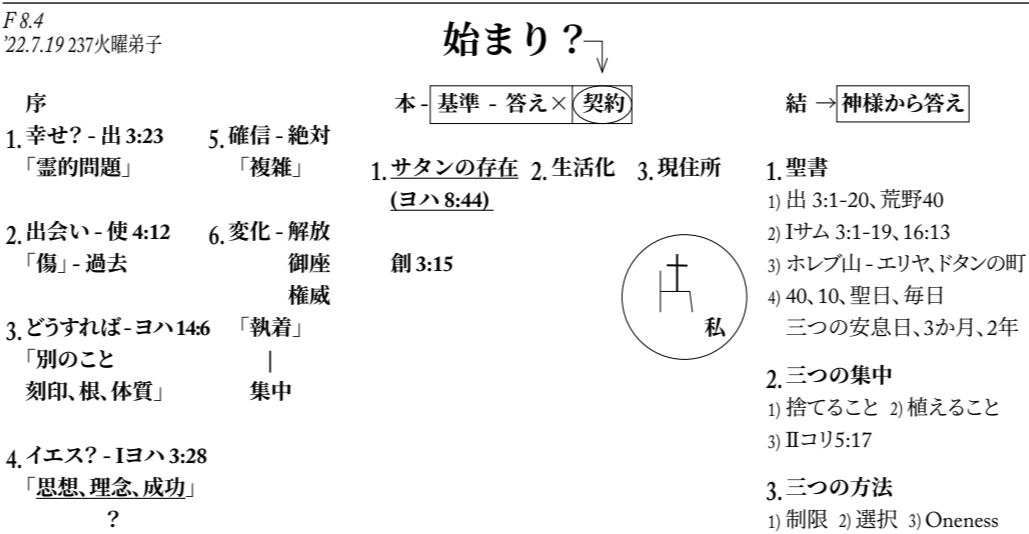 F 8.4
'22.7.19 237火曜弟子
始まり？
序
1. 幸せ？ - 出 3:23
「霊的問題」
2. 出会い - 使 4:12
「傷」- 過去
3. どうすれば - ヨハ 14:6
「別のこと
刻印、根、体質」
4. イエス？ - Iヨハ 3:28
「思想、理念、成功」
？
5. 確信 - 絶対
「複雑」
6. 変化 - 解放
御座
権威
「執着」
|
集中
本 - 基準 - 答え× 契約
1. サタンの存在 2. 生活化 3. 現住所
(ヨハ 8:44)
創 3:15
私
結 → 神様から答え
1. 聖書
1) 出 3:1-20、荒野40
2) Iサム 3:1-19、16:13
3) ホレブ山 - エリヤ、ドタンの町
4) 40、10、聖日、毎日
三つの安息日、3か月、2年
2. 三つの集中
1) 捨てること 2) 植えること
3) IIコリ5:17
3. 三つの方法
1) 制限 2) 選択 3) Oneness